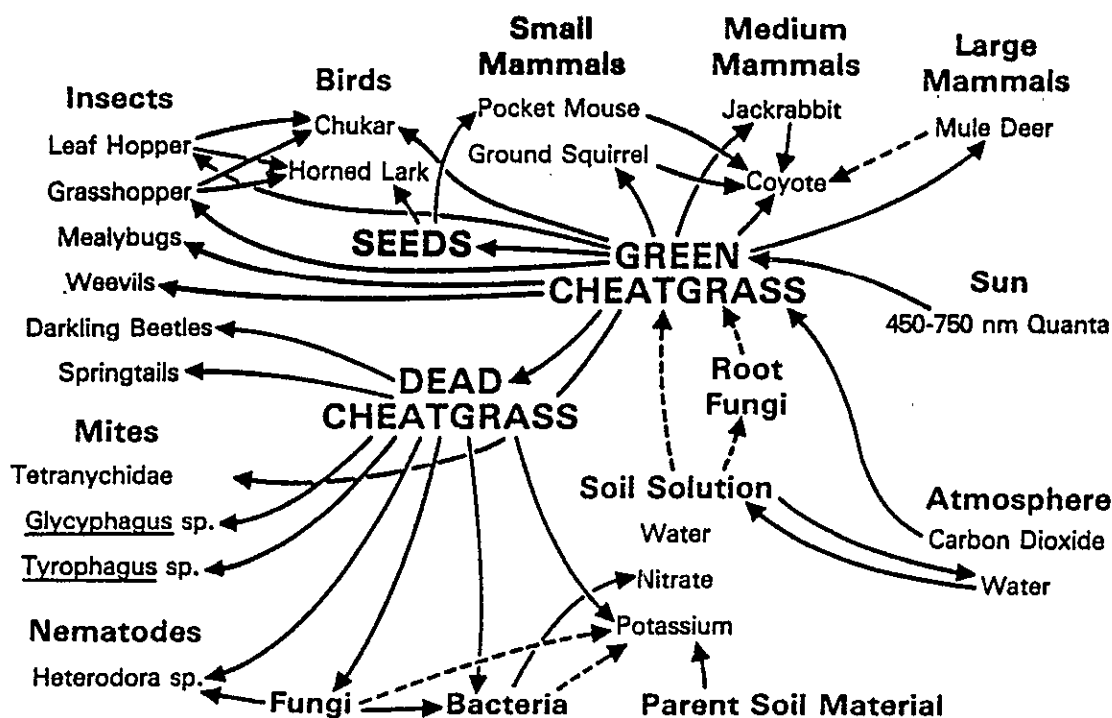 Small
Mammals
Medium
Mammals
Large
Mammals
Insects
Birds
Pocket Mouse
Jackrabbit
Leaf Hopper
Chukar
Mule Deer
Ground Squirrel
Grasshopper
Horned Lark
Coyote
Mealybugs
SEEDS
GREEN
CHEATGRASS
Weevils
Sun
450-750 nm Quanta
Darkling Beetles
Springtails
DEAD
CHEATGRASS
Root
Fungi
Mites
Tetranychidae
Soil Solution
Atmosphere
Glycyphagus sp.
Water
Carbon Dioxide
Tyrophagus sp.
Nitrate
Water
Nematodes
Potassium
Heterodora sp.
Fungi
Bacteria
Parent Soil Material